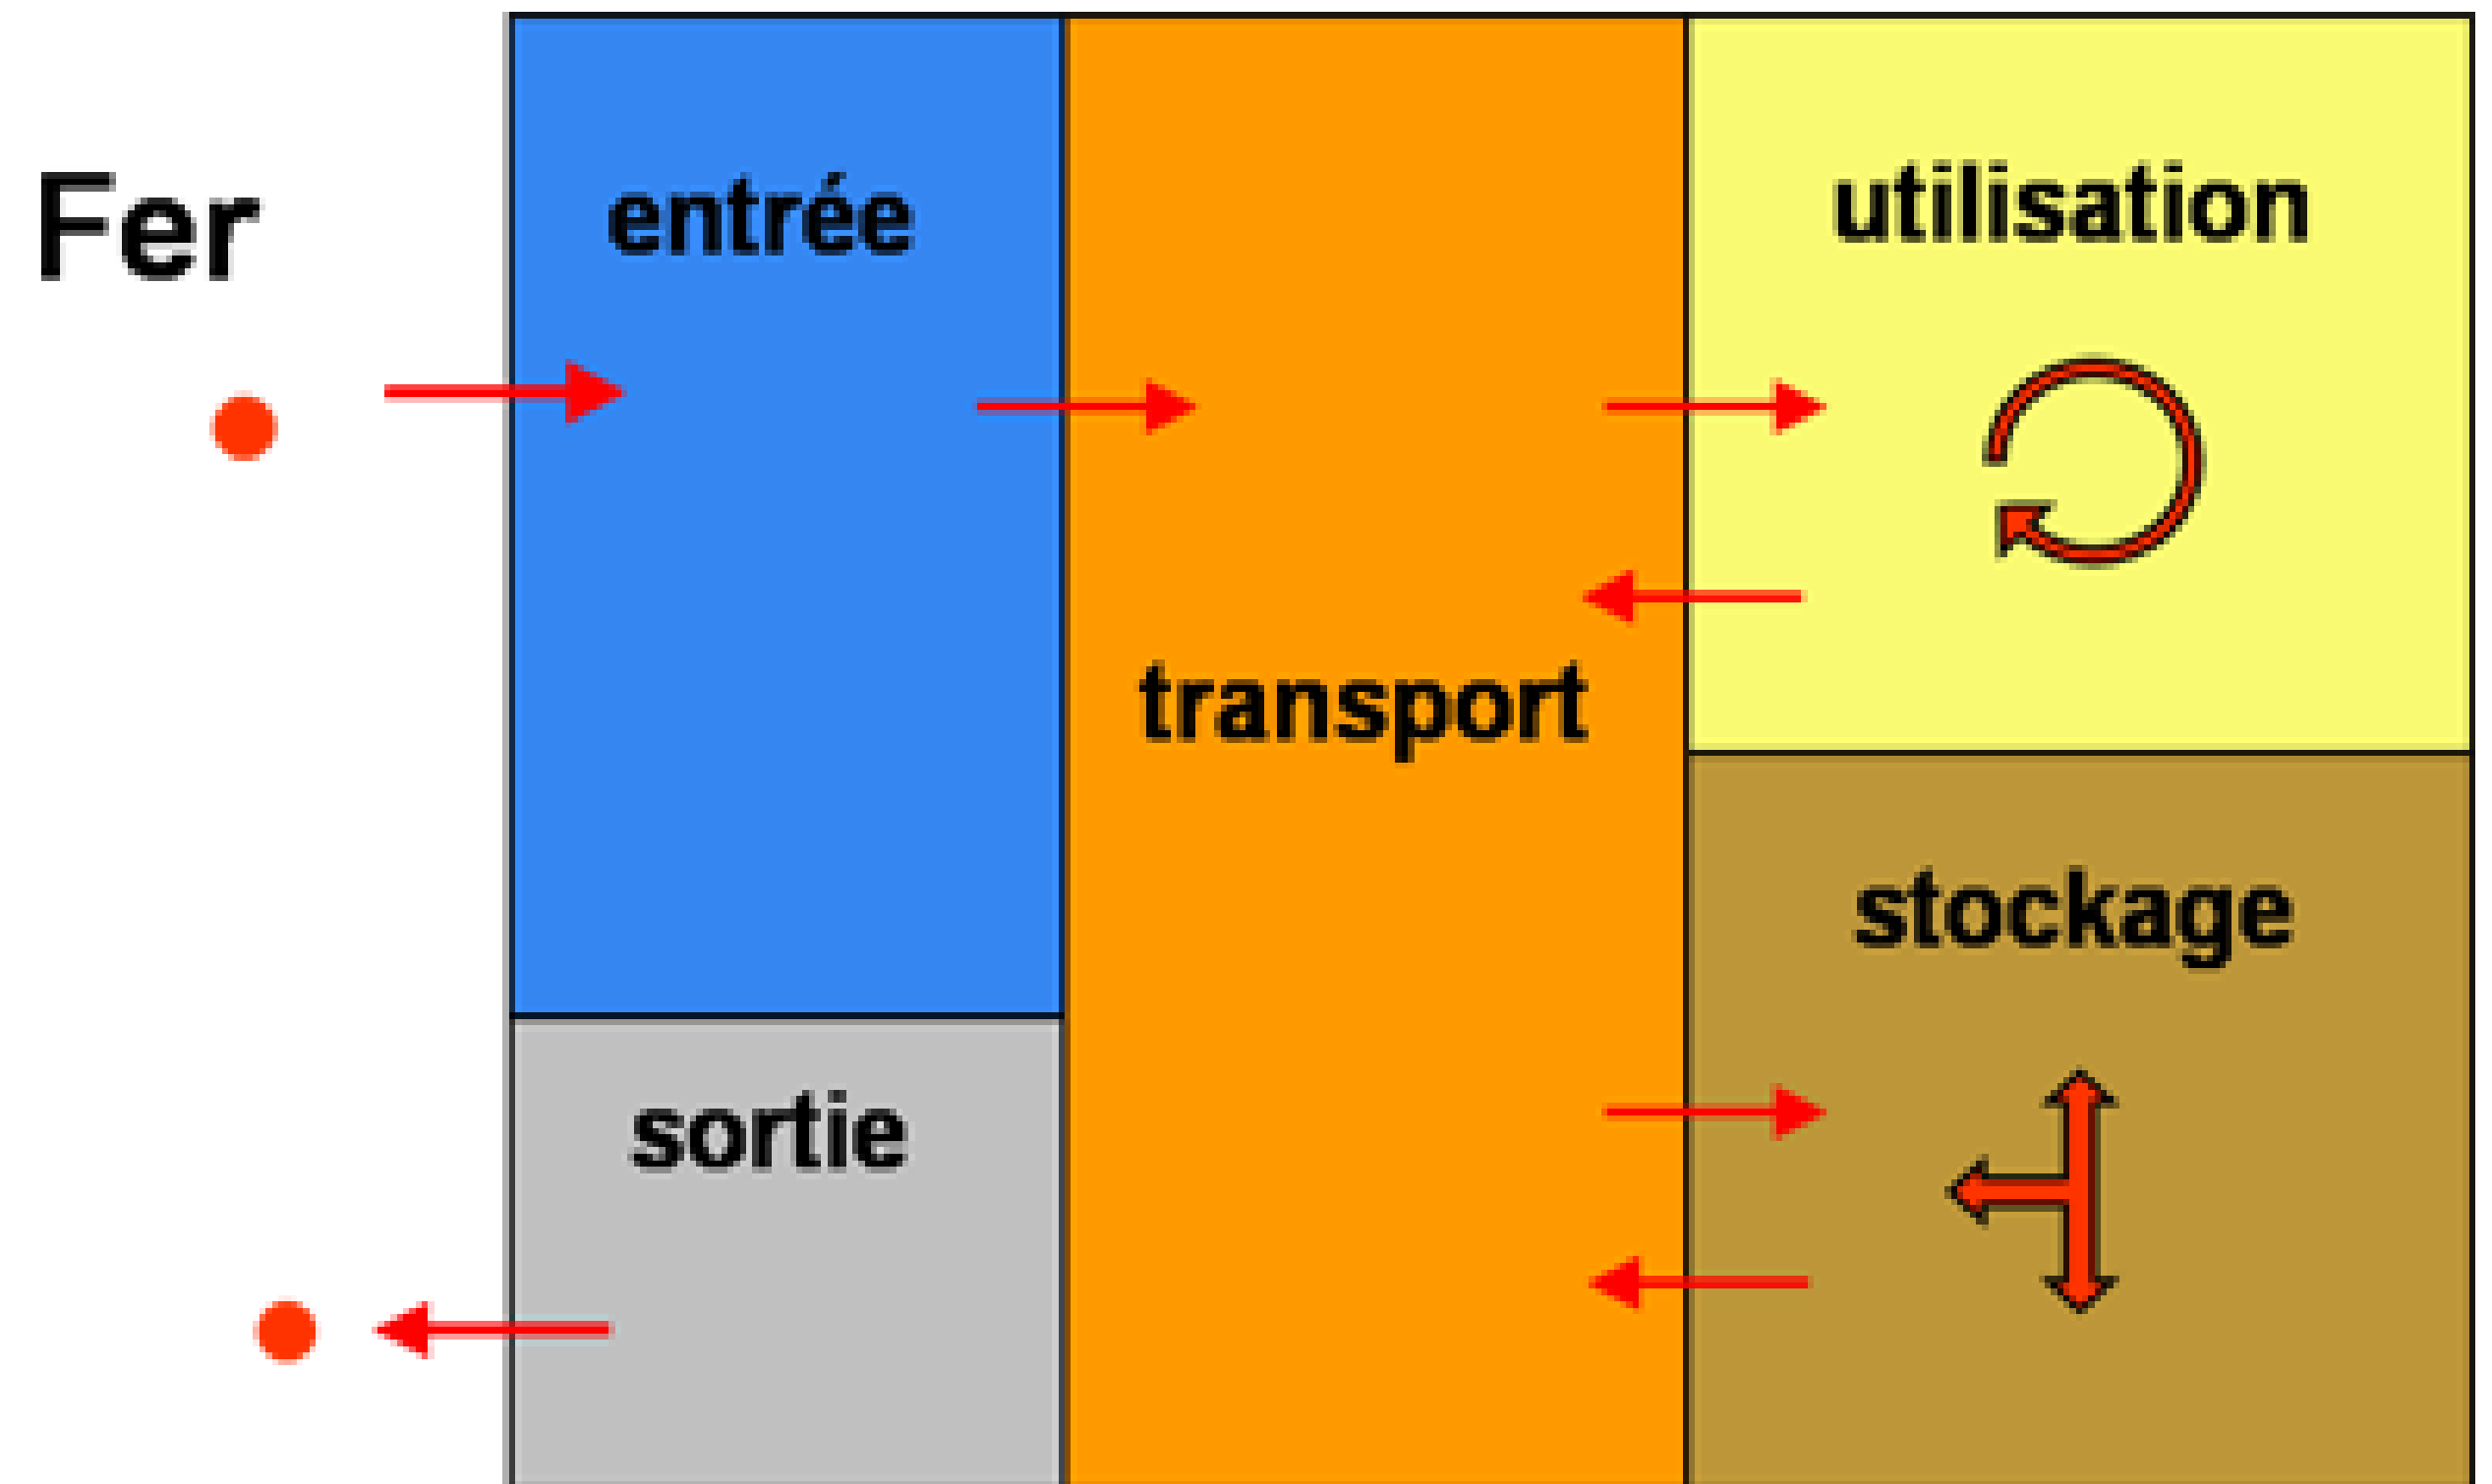 Fer
entrée
utilisation
transport
stockage
sortie